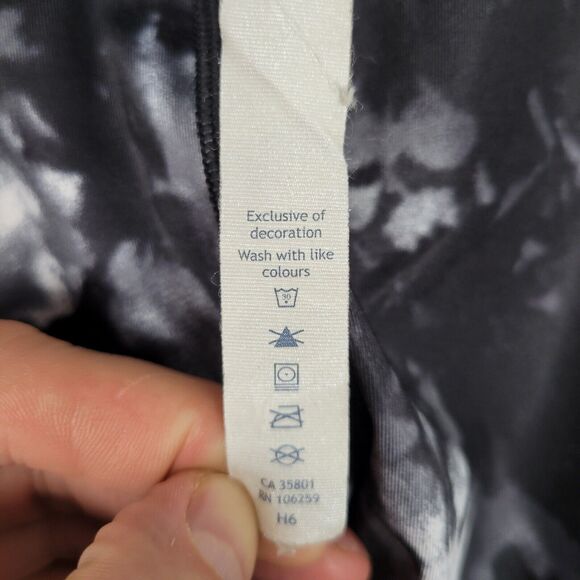 Exclusive of
decoration
Wash with like
colours
30
CA 35801
RN 106259
H6